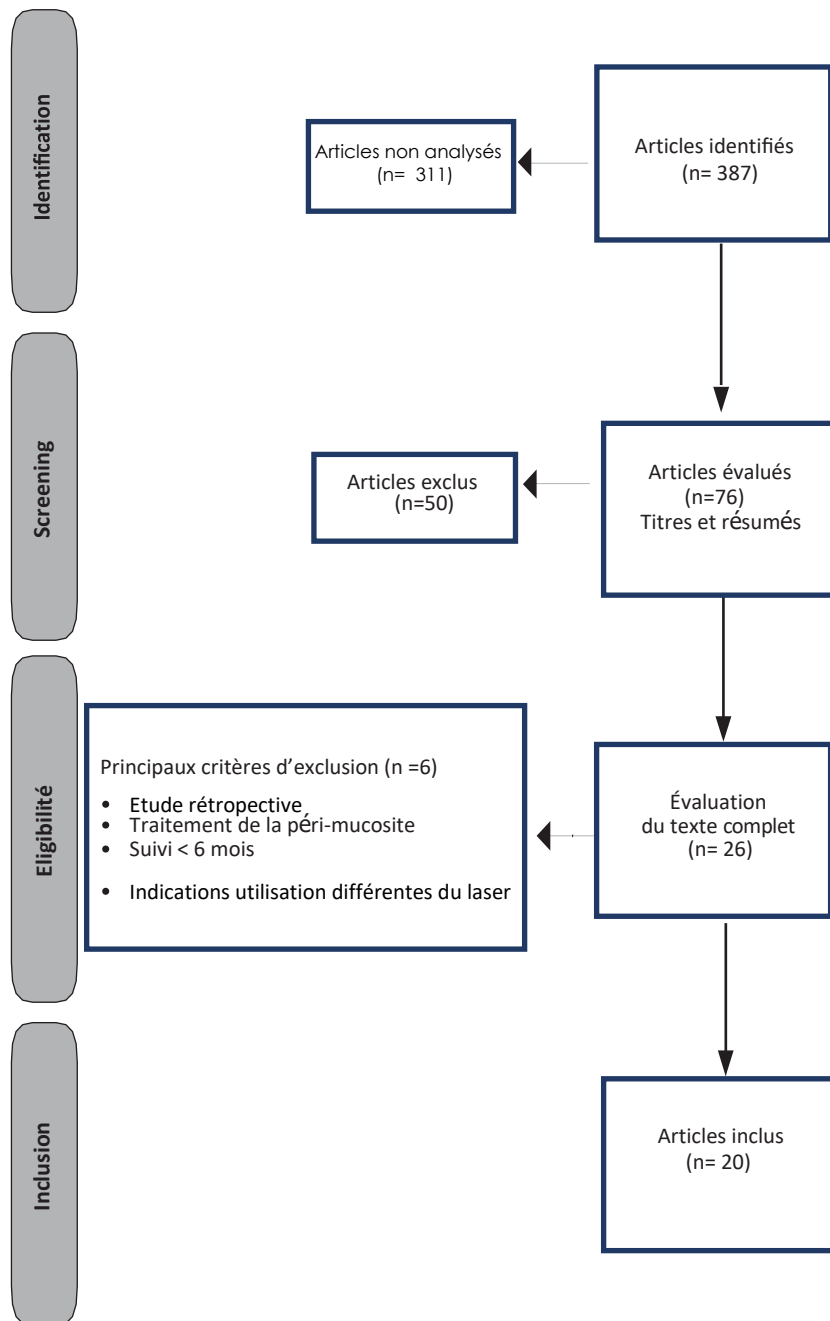 Identification
Articles non analysés
(n= 311)
Articles identifiés
(n= 387)
Screening
Articles exclus
(n=50)
Articles évalués
(n=76)
Titres et résumés
Eligibilité
Principaux critères d'exclusion (n =6)
• Etude rétropective
• Traitement de la péri-mucosite
• Suivi < 6 mois
• Indications utilisation différentes du laser
Évaluation
du texte complet
(n= 26)
Inclusion
Articles inclus
(n= 20)